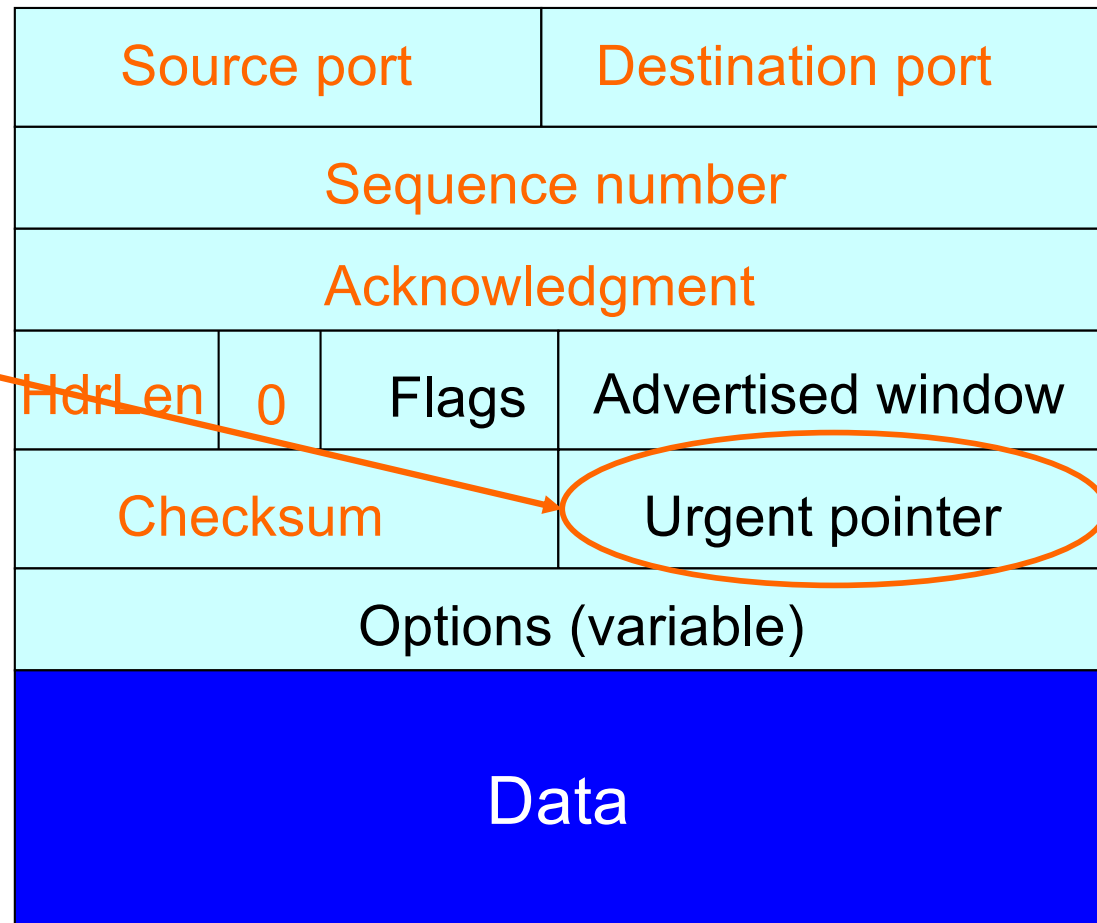 Source port Destination port
Sequence number
Acknowledgment
HdrLen 0 Flags Advertised window
Checksum Urgent pointer
Options (variable)
Data